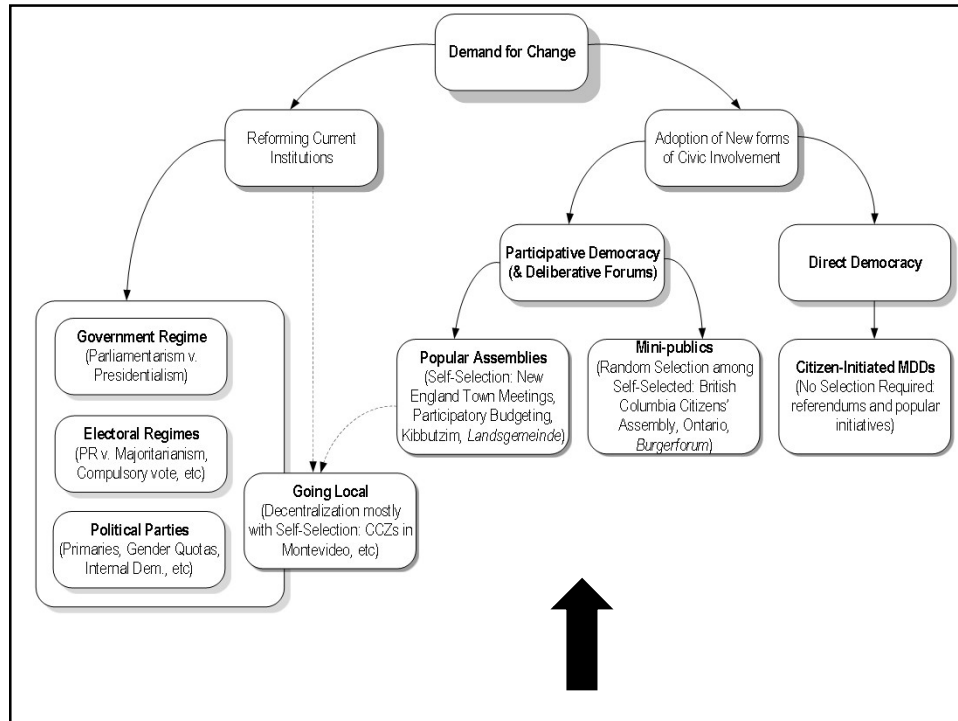 Demand for Change
Reforming Current
Institutions
Adoption of New forms
of Civic Involvement
Participative Democracy
(& Deliberative Forums)
Direct Democracy
Government Regime
(Parliamentarism v.
Presidentialism)
Electoral Regimes
(PR v. Majoritarianism,
Compulsory vote, etc)
Political Parties
(Primaries, Gender Quotas,
Internal Dem., etc)
Going Local
(Decentralization mostly
with Self-Selection: CCZs in
Montevideo, etc)
Popular Assemblies
(Self-Selection: New
England Town Meetings,
Participatory Budgeting,
Kibbutzim, Landsgemeinde)
Mini-publics
(Random Selection among
Self-Selected: British
Columbia Citizens'
Assembly, Ontario,
Burgerforum)
Citizen-Initiated MDDs
(No Selection Required:
referendums and popular
initiatives)